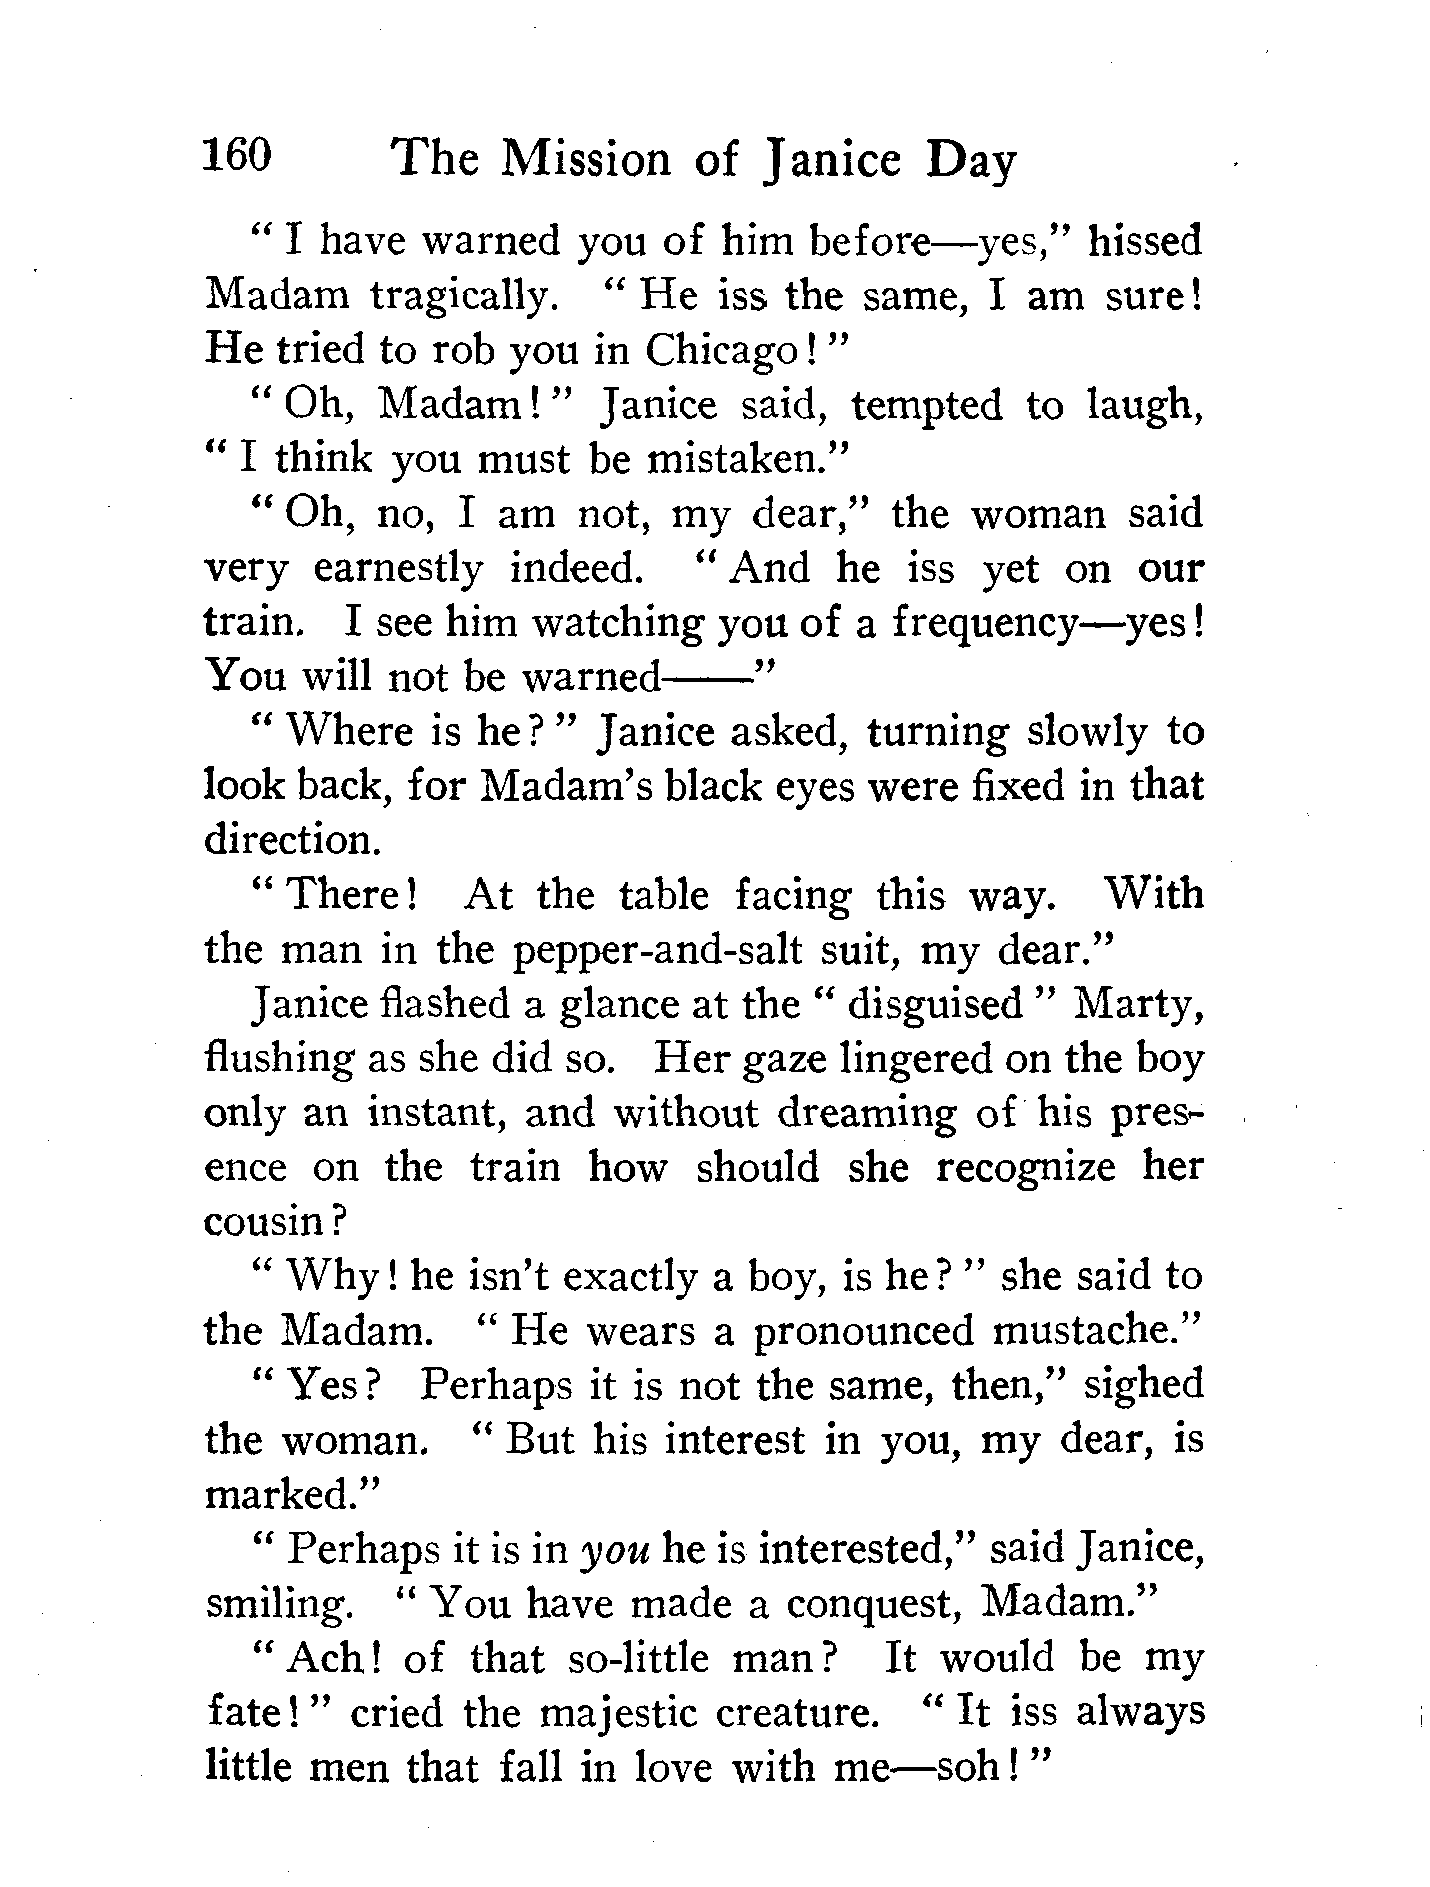 160 The Mission of Janice Day
“ I have warned you of him before—yes,” hissed
Madam tragically. “ He iss the same, I am sure!
He tried to rob you in Chicago! ”
“ Oh, Madam! ” Janice said, tempted to laugh,
“ I think you must be mistaken.”
“ Oh, no, I am not, my dear,” the woman said
very earnestly indeed. “ And he iss yet on our
train. I see him watching you of a frequency—yes!
You will not be warned——”
“ Where is he? ” Janice asked, turning slowly to
look back, for Madam’s black eyes were fixed in that
direction.
“ There! At the table facing this way. With
the man in the pepper-and-salt suit, my dear.”
Janice flashed a glance at the “ disguised ” Marty,
flushing as she did so. Her gaze lingered on the boy
only an instant, and without dreaming of his pres-
ence on the train how should she recognize her
cousin?
“ Why! he isn’t exactly a boy, is he? ” she said to
the Madam. “ He wears a pronounced mustache.”
“ Yes? Perhaps it is not the same, then,” sighed
the woman. “ But his interest in you, my dear, is
marked.”
“ Perhaps it is in you he is interested,” said Janice,
smiling. “ You have made a conquest, Madam.”
“ Ach! of that so-little man? It would be my
fate! ” cried the majestic creature. “ It iss always
little men that fall in love with me—soh! ”